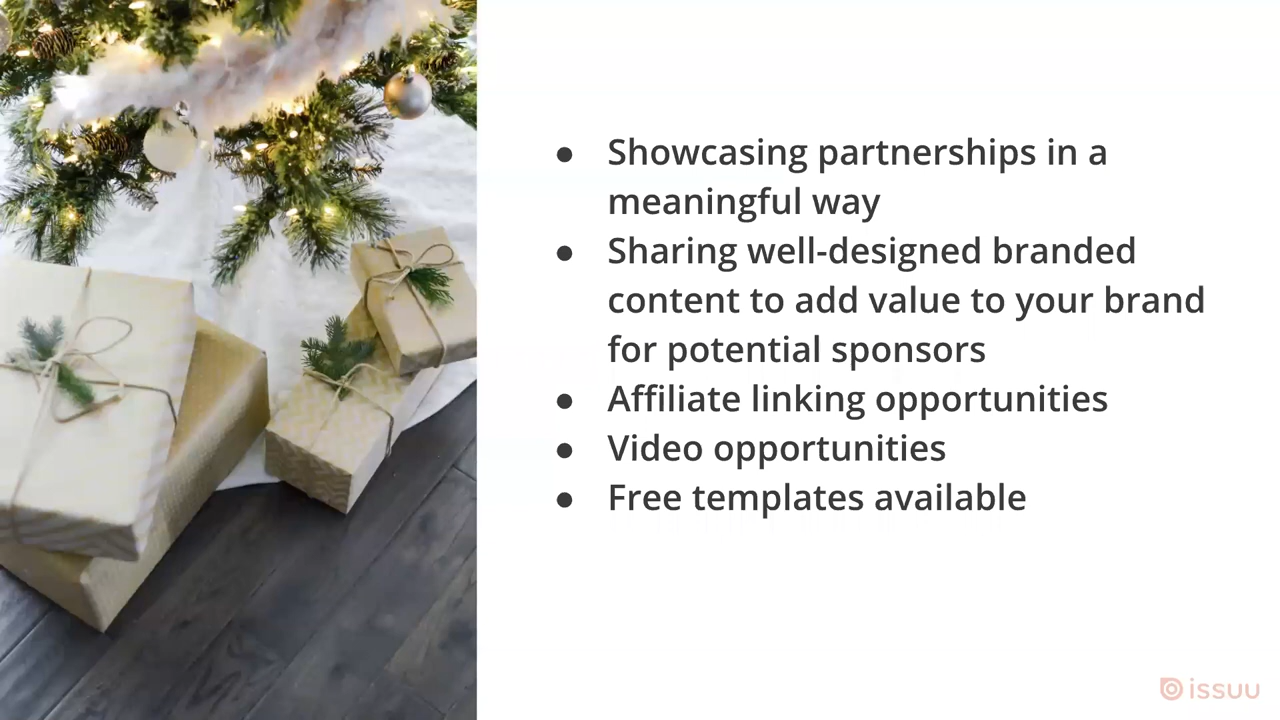 ● Showcasing partnerships in a
meaningful way
● Sharing well-designed branded
content to add value to your brand
for potential sponsors
● Affiliate linking opportunities
● Video opportunities
● Free templates available
issuu